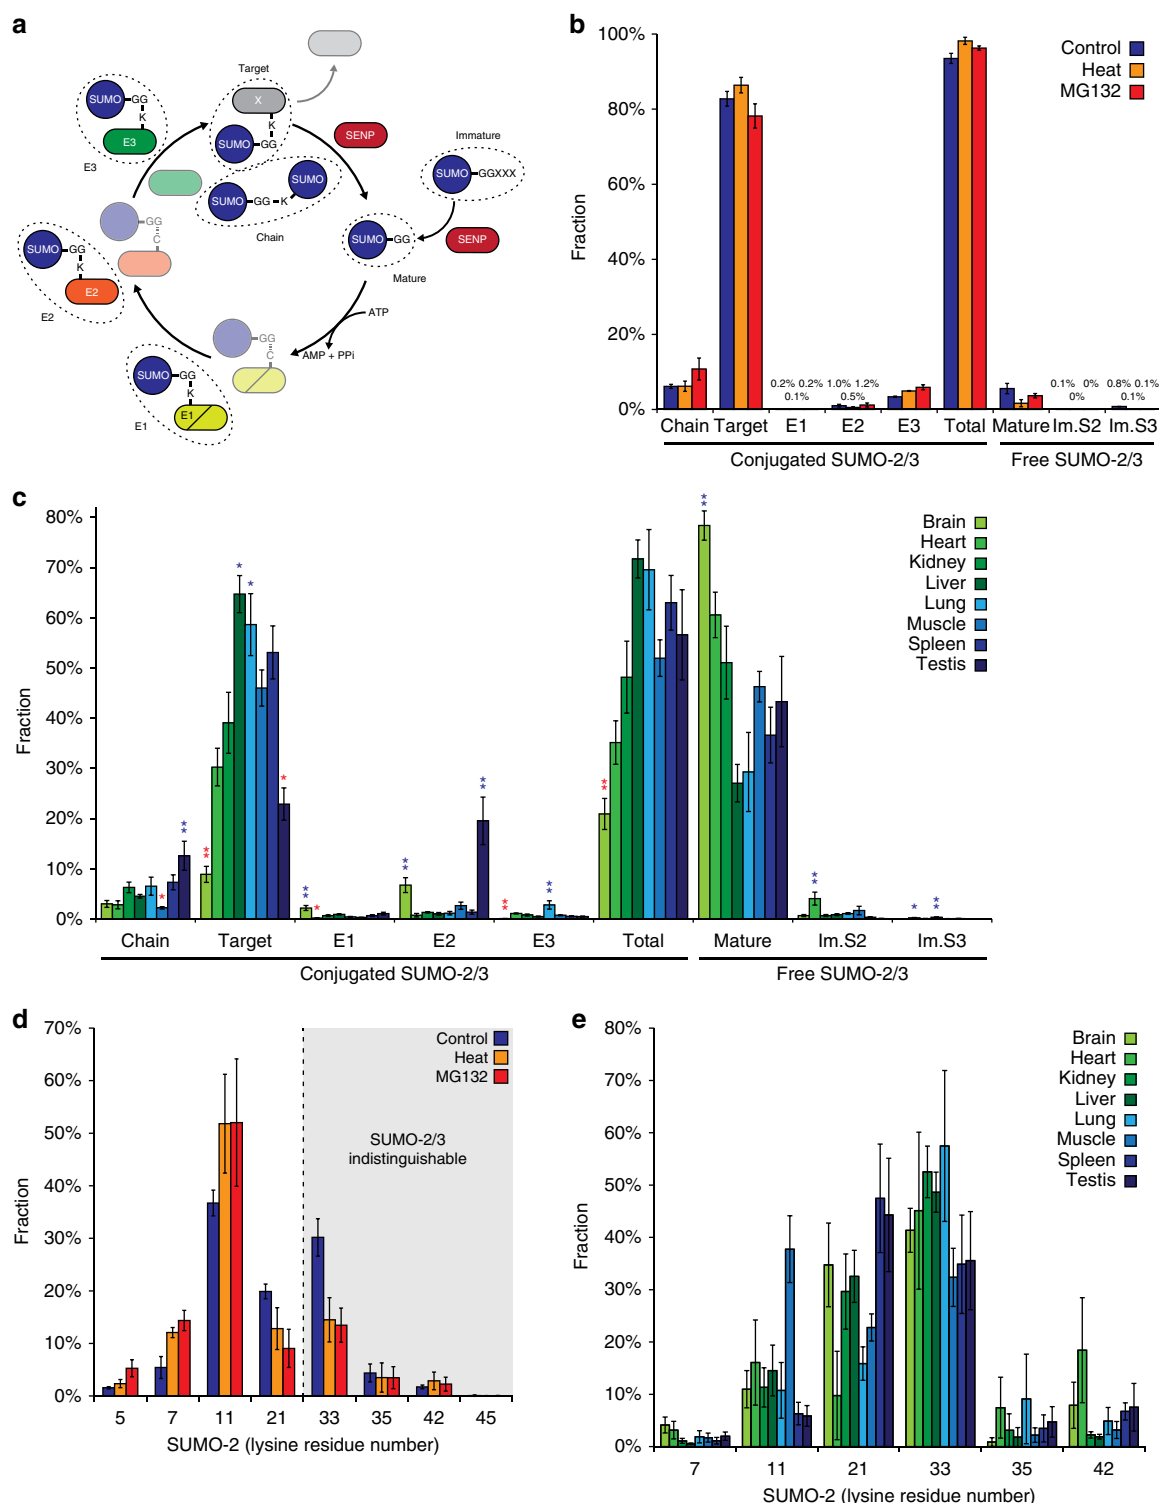 a
Target
X
K
SUMO
GG
SUMO
GG
K
E3
E3
SENP
Immature
SUMO
GGXXX
SUMO
GG
K
SUMO
Chain
SUMO
GG
Mature
SENP
GG
C
SUMO
GG
K
E2
E2
ATP
AMP + PPi
GG
C
SUMO
GG
K
E1
E1
b
100%
80%
60%
40%
20%
0%
Fraction
Control
Heat
MG132
0.2% 0.2%
0.1%
1.0% 1.2%
0.5%
0.1% 0%
0%
0.8% 0.1%
0.1%
Chain Target E1 E2 E3 Total Mature Im.S2 Im.S3
Conjugated SUMO-2/3
Free SUMO-2/3
c
80%
70%
60%
50%
40%
30%
20%
10%
0%
Fraction
Brain
Heart
Kidney
Liver
Lung
Muscle
Spleen
Testis
**
*
**
*
*
*
**
*
**
**
**
**
**
**
**
*
**
Chain Target E1 E2 E3 Total Mature Im.S2 Im.S3
Conjugated SUMO-2/3
Free SUMO-2/3
d
70%
60%
50%
40%
30%
20%
10%
0%
Fraction
Control
Heat
MG132
SUMO-2/3
indistinguishable
5 7 11 21 33 35 42 45
SUMO-2 (lysine residue number)
e
80%
70%
60%
50%
40%
30%
20%
10%
0%
Fraction
Brain
Heart
Kidney
Liver
Lung
Muscle
Spleen
Testis
7 11 21 33 35 42
SUMO-2 (lysine residue number)